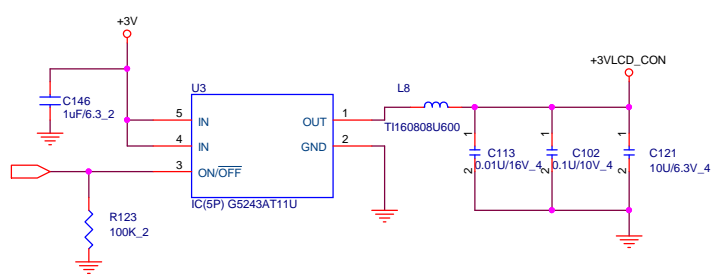 +3V
+3VLCD_CON
U3
L8
C146
1uF/6.3_2
5
IN
OUT
1
TI160808U600
4
IN
GND
2
3
ON/OFF
1
1
1
C113
0.01U/16V_4
C102
0.1U/10V_4
C121
10U/6.3V_4
2
2
2
IC(5P) G5243AT11U
R123
100K_2